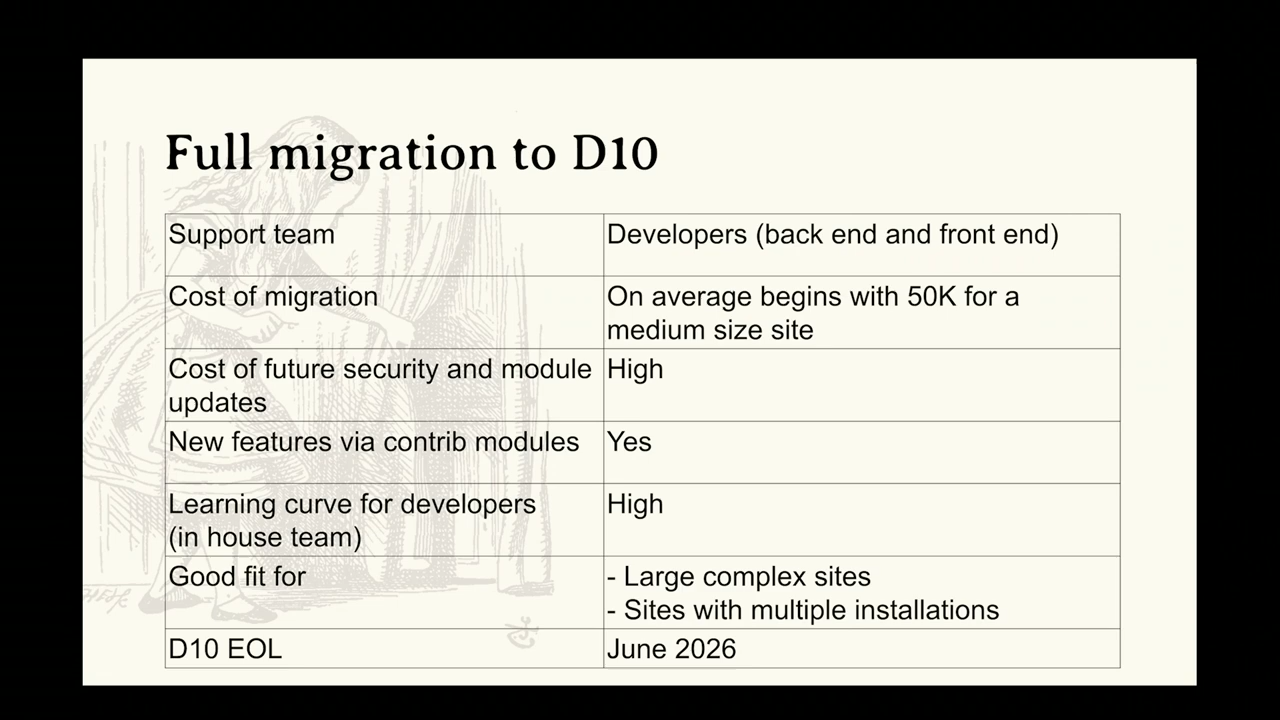 Full migration to D10
Support team
Developers (back end and front end)
Cost of migration
On average begins with 50K for a
medium size site
Cost of future security and module
updates
High
New features via contrib modules
Yes
Learning curve for developers
(in house team)
High
Good fit for
- Large complex sites
- Sites with multiple installations
D10 EOL
June 2026